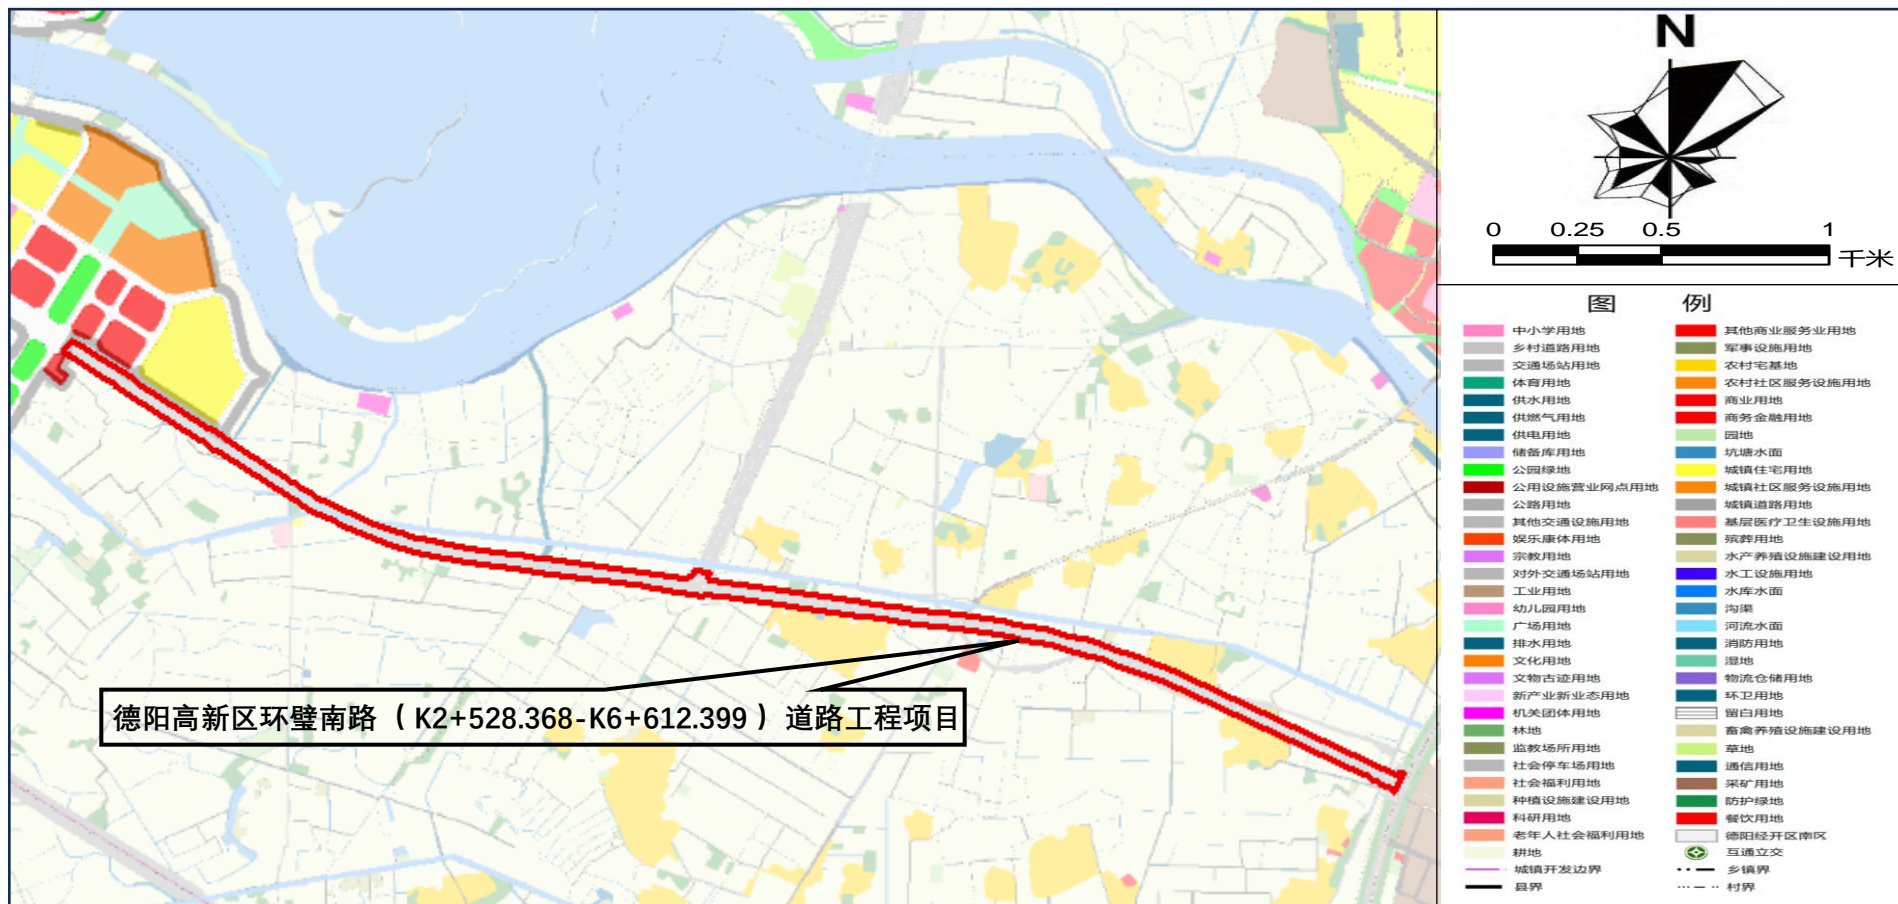 N
0 0.25 0.5 1
千米
图 例
中小学用地
乡村道路用地
交通场站用地
体育用地
供水用地
供燃气用地
供电用地
储备库用地
公园绿地
公用设施营业网点用地
公路用地
其他交通设施用地
娱乐康体用地
宗教用地
对外交通场站用地
工业用地
幼儿园用地
广场用地
排水用地
文化用地
文物古迹用地
新产业新业态用地
机关团体用地
林地
监教场所用地
社会停车场用地
社会福利用地
种植设施建设用地
科研用地
老年人社会福利用地
耕地
城镇开发边界
县界
其他商业服务业用地
军事设施用地
农村宅基地
农村社区服务设施用地
商业用地
商务金融用地
园地
坑塘水面
城镇住宅用地
城镇社区服务设施用地
城镇道路用地
基层医疗卫生设施用地
殡葬用地
水产养殖设施建设用地
水工设施用地
水库水面
沟渠
河流水面
消防用地
湿地
物流仓储用地
环卫用地
留白用地
畜禽养殖设施建设用地
草地
通信用地
采矿用地
防护绿地
餐饮用地
德阳经开区南区
互通立交
乡镇界
村界
德阳高新区环璧南路（K2+528.368-K6+612.399）道路工程项目